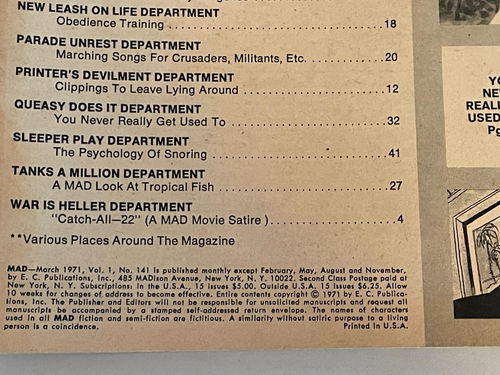 NEW LEASH ON LIFE DEPARTMENT
Obedience Training ........................................18
PARADE UNREST DEPARTMENT
Marching Songs For Crusaders, Militants, Etc. ..............20
PRINTER'S DEVILMENT DEPARTMENT
Clippings To Leave Lying Around ..........................12
QUEASY DOES IT DEPARTMENT
You Never Really Get Used To .............................32
SLEEPER PLAY DEPARTMENT
The Psychology Of Snoring ................................41
TANKS A MILLION DEPARTMENT
A MAD Look At Tropical Fish ..............................27
WAR IS HELLER DEPARTMENT
"Catch-All—22" (A MAD Movie Satire) ......................4
**Various Places Around The Magazine
MAD—March 1971, Vol. 1, No. 141 is published monthly except February, May, August and November,
by E. C. Publications, Inc., 485 MADison Avenue, New York, N. Y. 10022. Second Class Postage paid at
New York, N. Y. Subscriptions: In the U.S.A., 15 issues $5.00. Outside U.S.A. 15 issues $6.25. Allow
10 weeks for changes of address to become effective. Entire contents copyright © 1971 by E. C. Publica-
tions, Inc. The Publisher and Editors will not be responsible for unsolicited manuscripts and request all
manuscripts be accompanied by a stamped self-addressed return envelope. The names of characters
used in all MAD fiction and semi-fiction are fictitious. A similarity without satiric purpose to a living
person is a coincidence. Printed in U.S.A.
YO
NE
REALL
USED
Pg